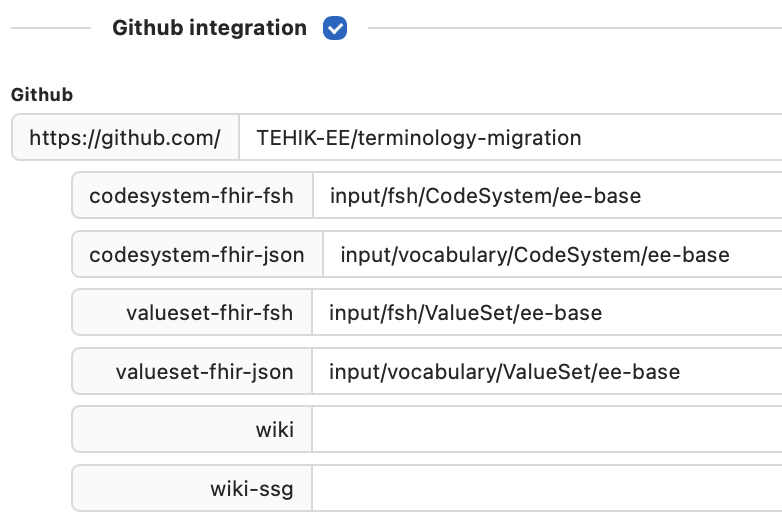 Github integration
Github
https://github.com/ TEHIK-EE/terminology-migration
codesystem-fhir-fsh input/fsh/CodeSystem/ee-base
codesystem-fhir-json input/vocabulary/CodeSystem/ee-base
valueset-fhir-fsh input/fsh/ValueSet/ee-base
valueset-fhir-json input/vocabulary/ValueSet/ee-base
wiki
wiki-ssg